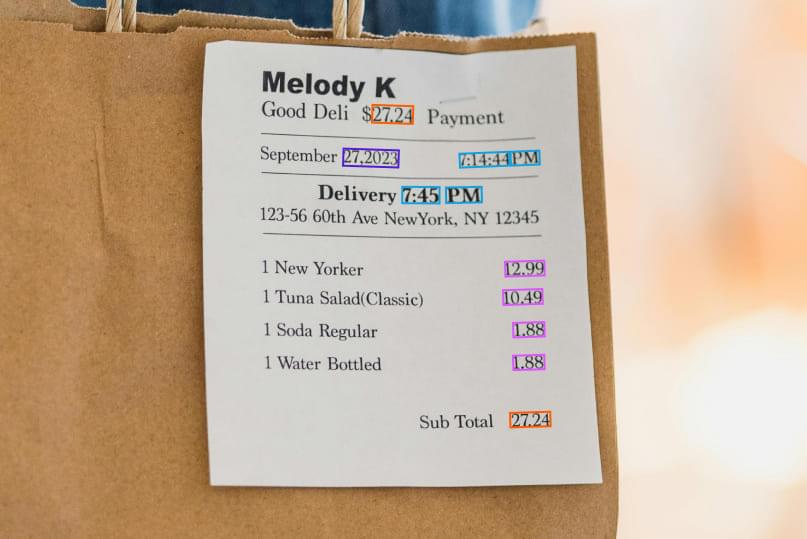 Melody K
Good Deli $27.24 Payment
September 27,2023 7:14:44PM
Delivery 7:45 PM
123-56 60th Ave NewYork, NY 12345
1 New Yorker 12.99
1 Tuna Salad(Classic) 10.49
1 Soda Regular 1.88
1 Water Bottled 1.88
Sub Total 27.24